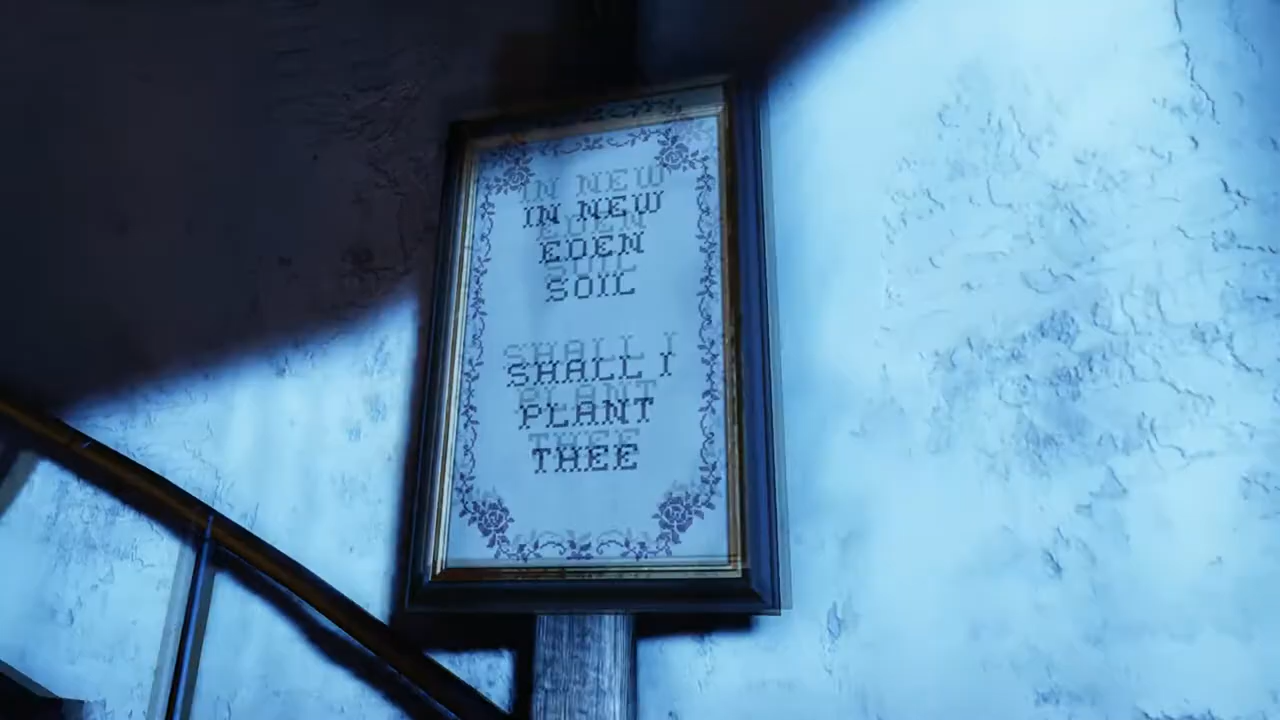 IN NEW
EDEN
SOIL
SHALL I
PLANT
THEE